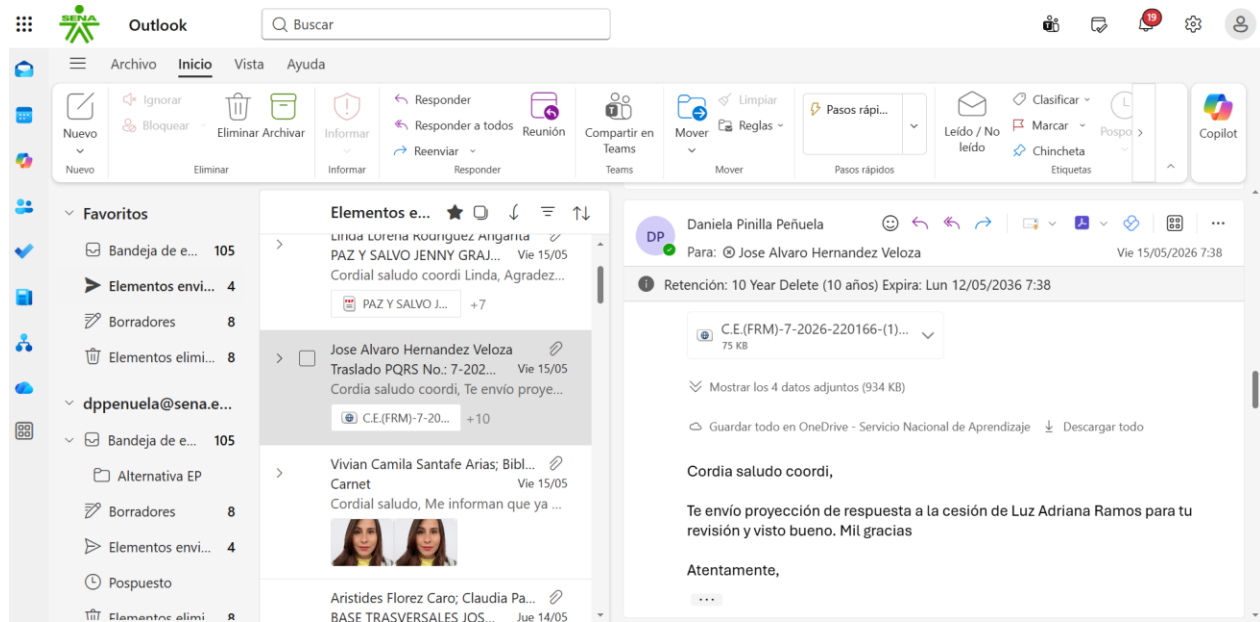 SENA
Outlook
Buscar
19
Archivo Inicio Vista Ayuda
Nuevo
Ignorar
Bloquear
Eliminar Archivar
Informar
Responder
Responder a todos
Reenviar
Reunión
Compartir en
Teams
Mover
Limpiar
Reglas
Pasos rápi...
Leído / No
leído
Clasificar
Marcar
Chincheta
Pospo
Copilot
Nuevo Eliminar Informar Responder Teams Mover Pasos rápidos Etiquetas
Favoritos
Bandeja de e... 105
Elementos envi... 4
Borradores 8
Elementos elimi... 8
dppenuela@sena.e...
Bandeja de e... 105
Alternativa EP
Borradores 8
Elementos envi... 4
Pospuesto
Elementos elimi... 8
Elementos e...
Linda Lorena Rodriguez Angarita
PAZ Y SALVO JENNY GRAJ... Vie 15/05
Cordial saludo coordi Linda, Agradez...
PAZ Y SALVO J... +7
Jose Alvaro Hernandez Veloza
Traslado PQRS No.: 7-202... Vie 15/05
Cordia saludo coordi, Te envío proye...
C.E.(FRM)-7-20... +10
Vivian Camila Santafe Arias; Bibl...
Carnet Vie 15/05
Cordial saludo, Me informan que ya ...
Aristides Florez Caro; Claudia Pa...
BASE TRASVERSALES JOS... Jue 14/05
DP
Daniela Pinilla Peñuela
Para: Jose Alvaro Hernandez Veloza
Vie 15/05/2026 7:38
Retención: 10 Year Delete (10 años) Expira: Lun 12/05/2036 7:38
C.E.(FRM)-7-2026-220166-(1)...
75 KB
Mostrar los 4 datos adjuntos (934 KB)
Guardar todo en OneDrive - Servicio Nacional de Aprendizaje Descargar todo
Cordia saludo coordi,
Te envío proyección de respuesta a la cesión de Luz Adriana Ramos para tu
revisión y visto bueno. Mil gracias
Atentamente,
...